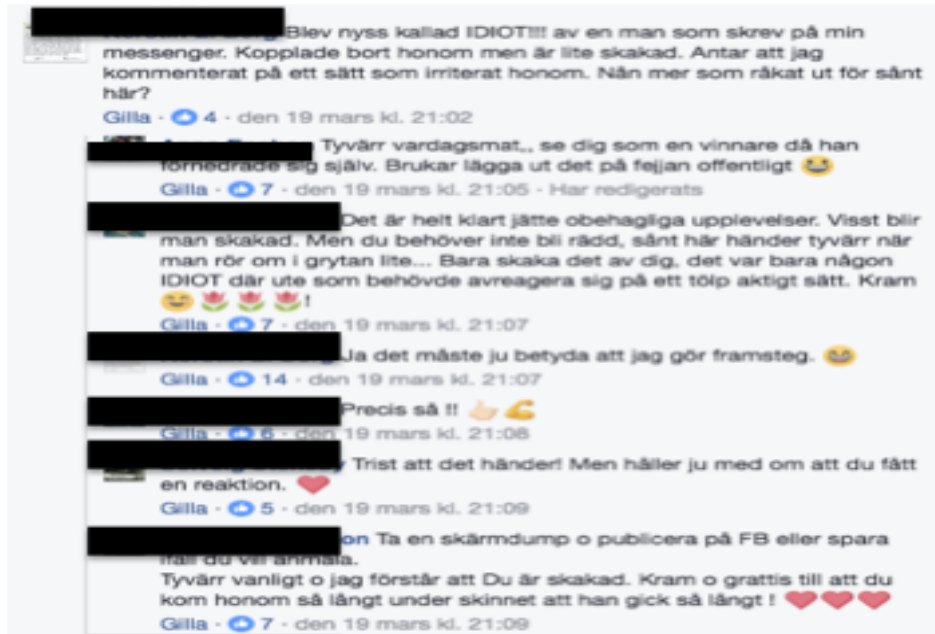 Blev nyss kallad IDIOT!!! av en man som skrev på min
messenger. Kopplade bort honom men är lite skakad. Antar att jag
kommenterat på ett sätt som irriterat honom. Nån mer som råkat ut för sånt
här?
Gilla · 4 · den 19 mars kl. 21:02
Tyvärr vardagsmat,, se dig som en vinnare då han
förnedrade sig själv. Brukar lägga ut det på fejjan offentligt 😄
Gilla · 7 · den 19 mars kl. 21:05 · Har redigerats
Det är helt klart jätte obehagliga upplevelser. Visst blir
man skakad. Men du behöver inte bli rädd, sånt här händer tyvärr när
man rör om i grytan lite... Bara skaka det av dig, det var bara någon
IDIOT där ute som behövde avreagera sig på ett tölp aktigt sätt. Kram
😊🌷🌷🌷!
Gilla · 7 · den 19 mars kl. 21:07
Ja det måste ju betyda att jag gör framsteg. 😄
Gilla · 14 · den 19 mars kl. 21:07
Precis så !! 👍💪
Gilla · 6 · den 19 mars kl. 21:08
Trist att det händer! Men håller ju med om att du fått
en reaktion. ❤️
Gilla · 5 · den 19 mars kl. 21:09
on Ta en skärmdump o publicera på FB eller spara
ifall du vill anmäla.
Tyvärr vanligt o jag förstår att Du är skakad. Kram o grattis till att du
kom honom så långt under skinnet att han gick så långt ! ❤️❤️❤️
Gilla · 7 · den 19 mars kl. 21:09